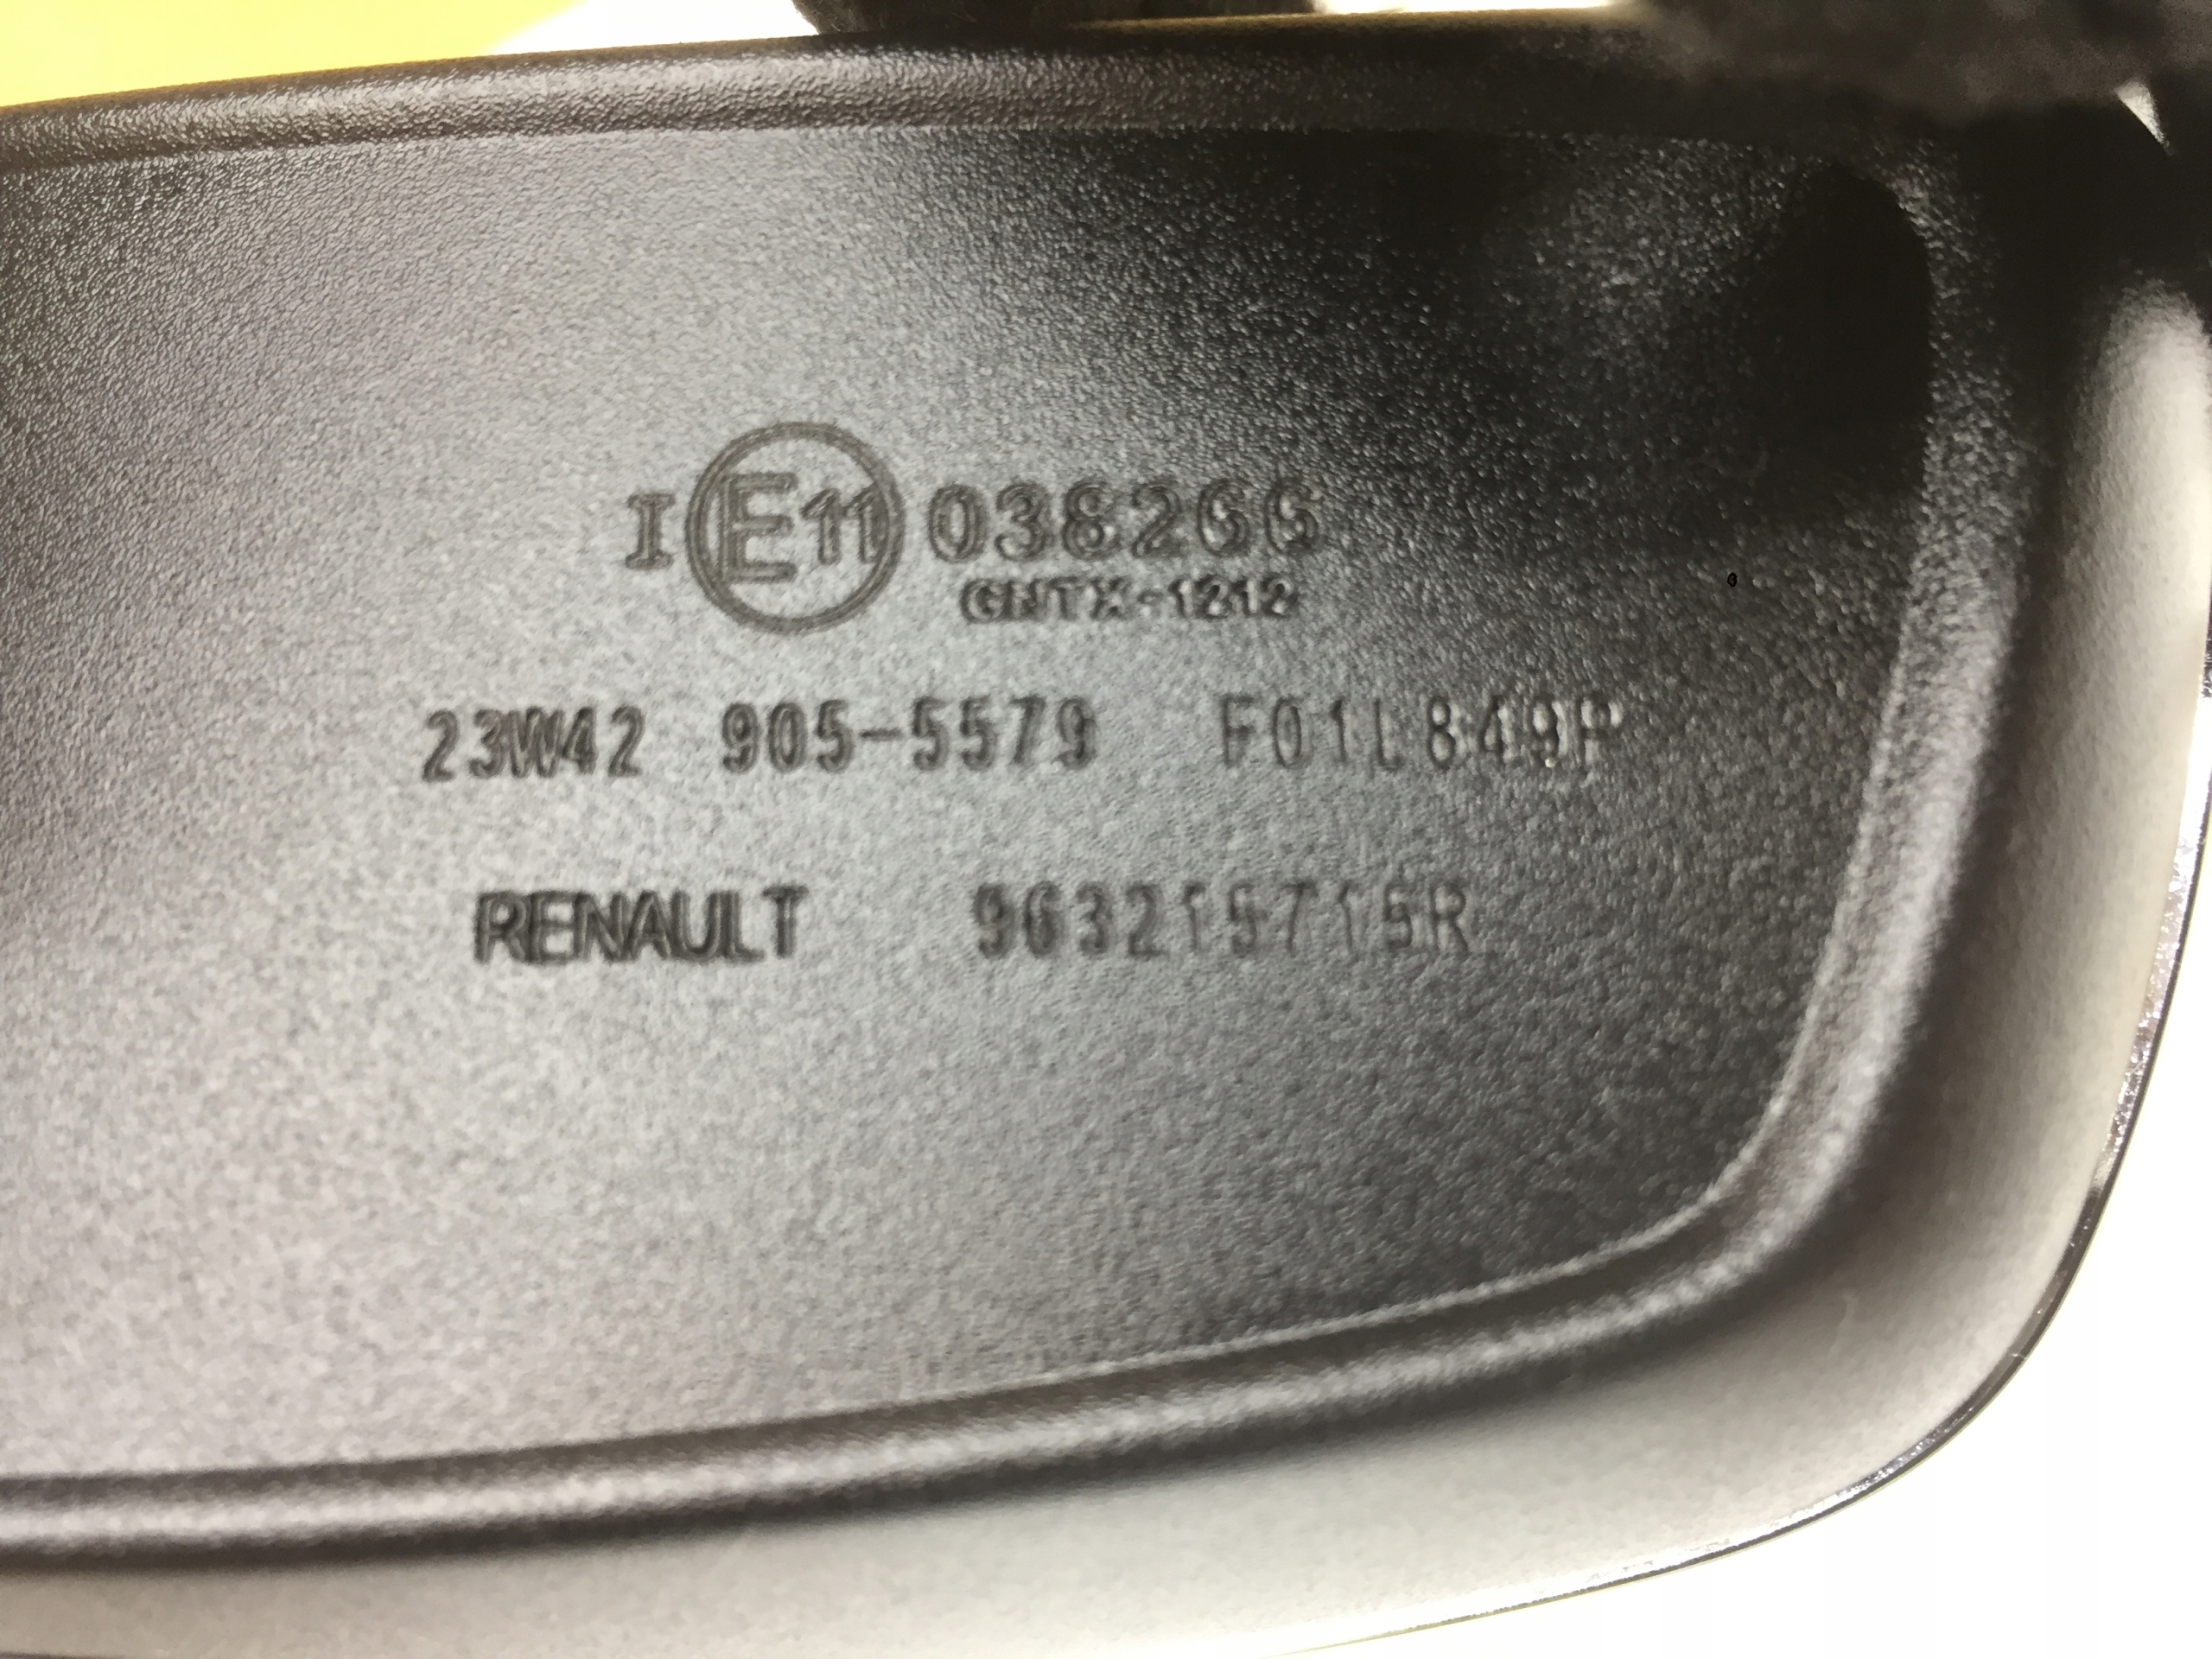 I E11 038266
GNTX-1212
23W42 905-5579 F01L849P
RENAULT 963215715R